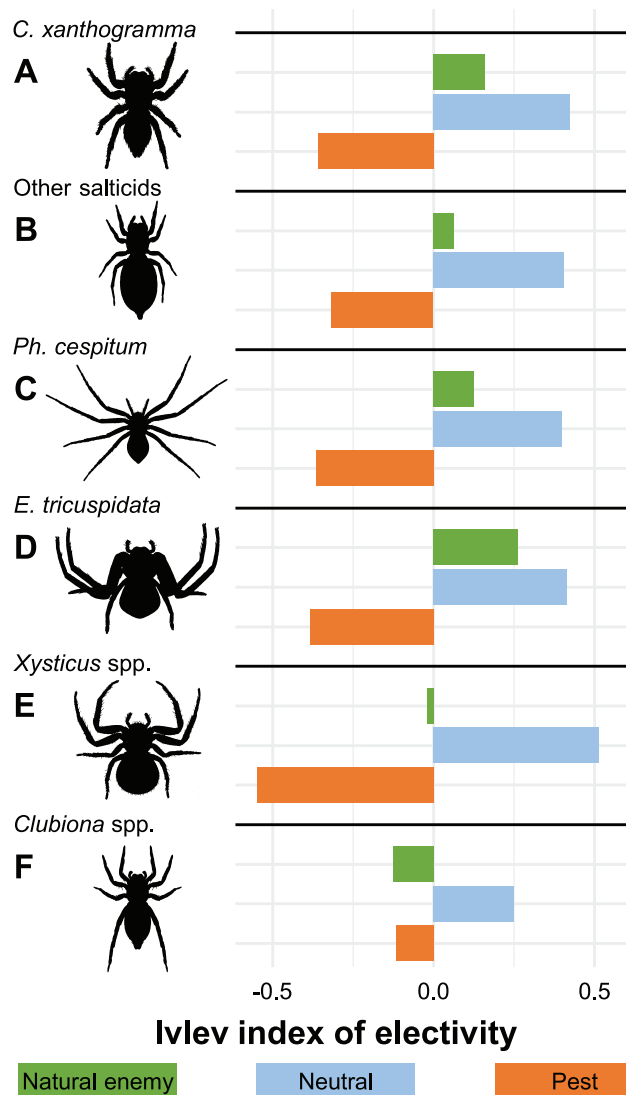 C. xanthogramma
A
Other salticids
B
Ph. cespitum
C
E. tricuspidata
D
Xysticus spp.
E
Clubiona spp.
F
-0.5 0.0 0.5
Ivlev index of electivity
Natural enemy Neutral Pest